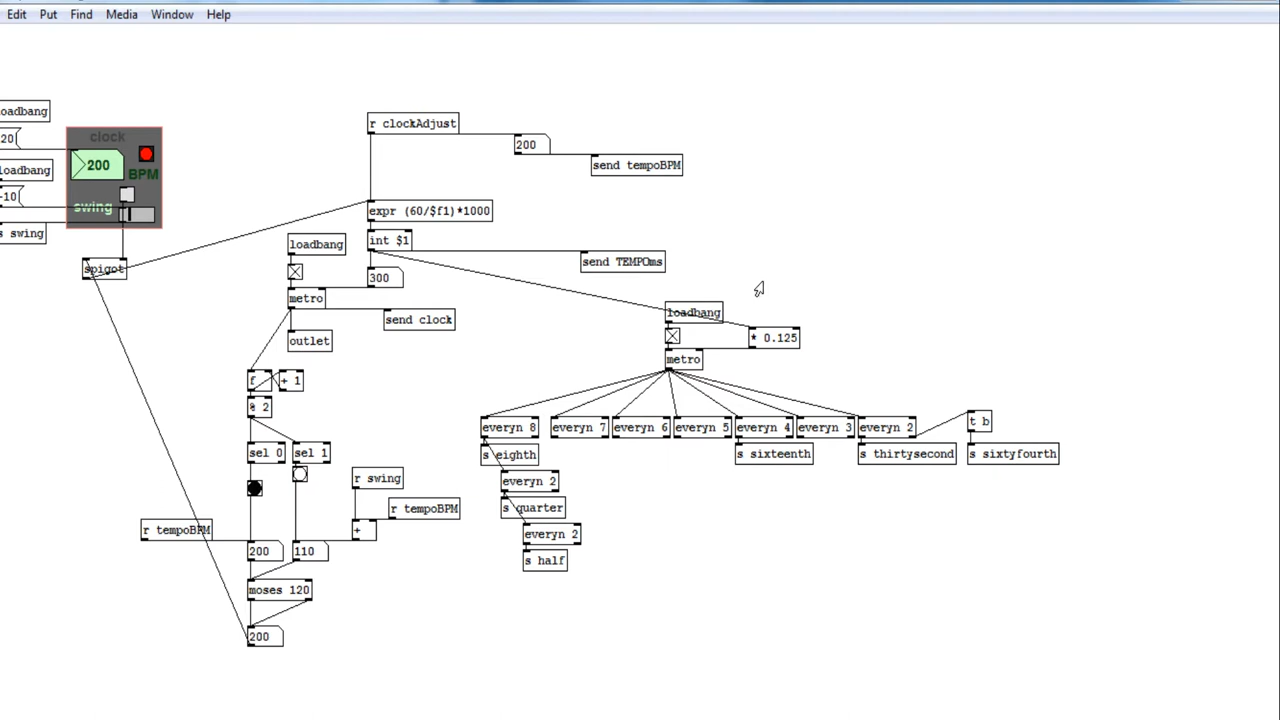 Edit Put Find Media Window Help
oadbang
20
clock
200
BPM
oadbang
-10
swing
s swing
spigot
r clockAdjust
200
send tempoBPM
expr (60/$f1)*1000
int $1
send TEMPOms
300
loadbang
metro
send clock
outlet
f
+ 1
% 2
sel 0
sel 1
r swing
r tempoBPM
+
r tempoBPM
200
110
moses 120
200
loadbang
* 0.125
metro
everyn 8
everyn 7
everyn 6
everyn 5
everyn 4
everyn 3
everyn 2
t b
s eighth
s sixteenth
s thirtysecond
s sixtyfourth
everyn 2
s quarter
everyn 2
s half